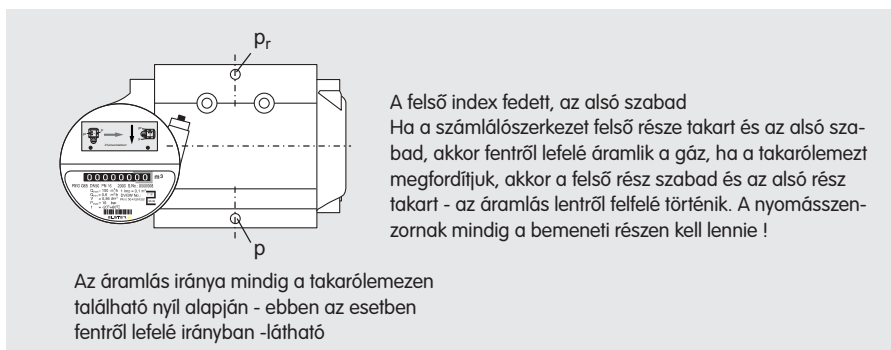 pr
00000000 m3
p
A felső index fedett, az alsó szabad
Ha a számlálószerkezet felső része takart és az alsó sza-
bad, akkor fentről lefelé áramlik a gáz, ha a takarólemezt
megfordítjuk, akkor a felső rész szabad és az alsó rész
takart - az áramlás lentről felfelé történik. A nyomásszen-
zornak mindig a bemeneti részen kell lennie !
Az áramlás iránya mindig a takarólemezen
található nyíl alapján - ebben az esetben
fentről lefelé irányban -látható